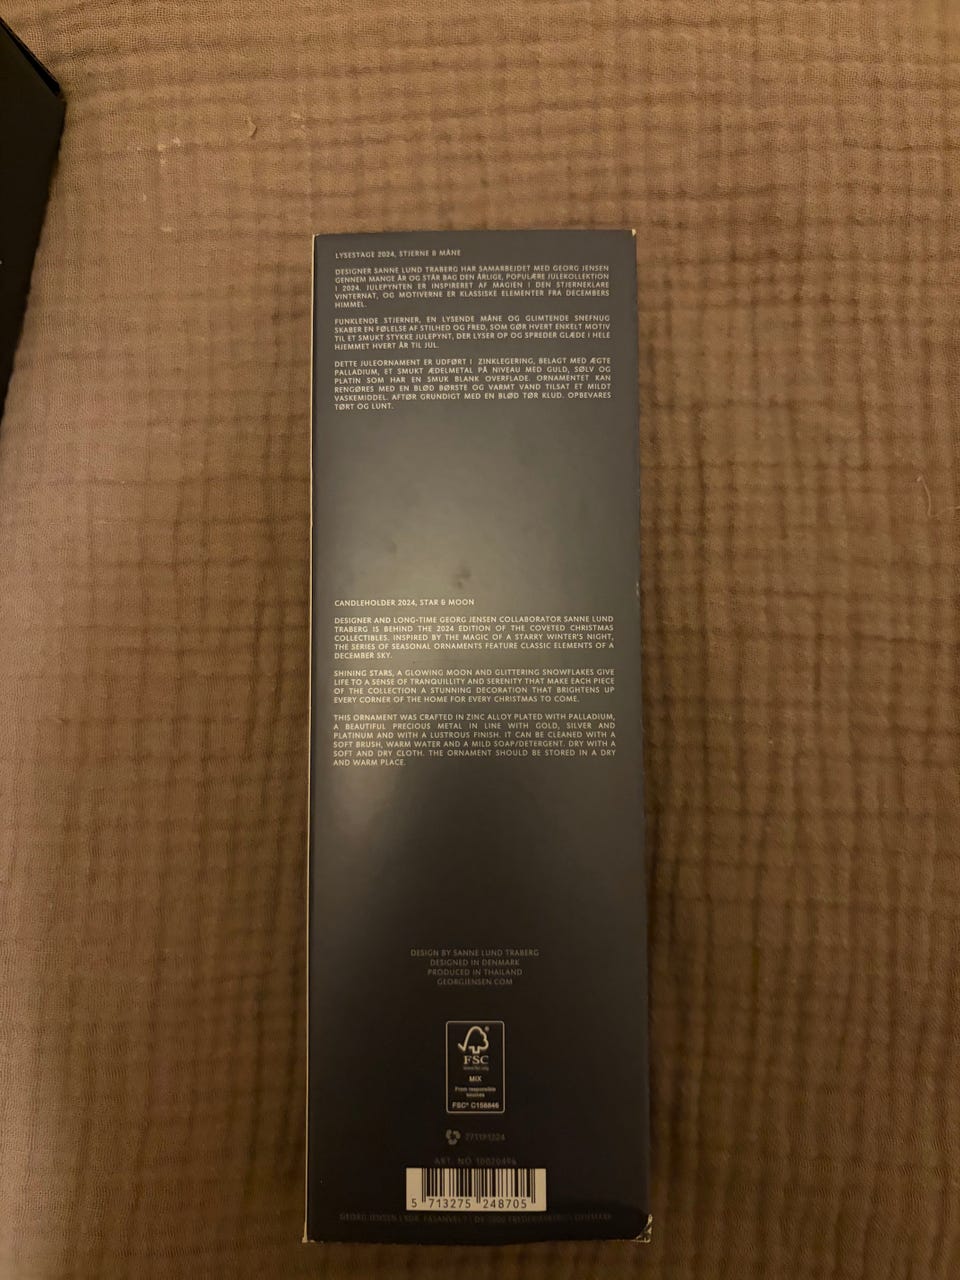 LYSESTAGE 2024, STJERNE & MÅNE
DESIGNER SANNE LUND TRABERG HAR SAMARBEJDET MED GEORG JENSEN
GENNEM MANGE ÅR OG STÅR BAG DEN ÅRLIGE, POPULÆRE JULEKOLLEKTION
I 2024. JULEPYNTEN ER INSPIRERET AF MAGIEN I DEN STJERNEKLARE
VINTERNAT, OG MOTIVERNE ER KLASSISKE ELEMENTER FRA DECEMBERS
HIMMEL.
FUNKLENDE STJERNER, EN LYSENDE MÅNE OG GLIMTENDE SNEFNUG
SKABER EN FØLELSE AF STILHED OG FRED, SOM GØR HVERT ENKELT MOTIV
TIL ET SMUKT STYKKE JULEPYNT, DER LYSER OP OG SPREDER GLÆDE I HELE
HJEMMET HVERT ÅR TIL JUL.
DETTE JULEORNAMENT ER UDFØRT I ZINKLEGERING, BELAGT MED ÆGTE
PALLADIUM, ET SMUKT ÆDELMETAL PÅ NIVEAU MED GULD, SØLV OG
PLATIN SOM HAR EN SMUK BLANK OVERFLADE. ORNAMENTET KAN
RENGØRES MED EN BLØD BØRSTE OG VARMT VAND TILSAT ET MILDT
VASKEMIDDEL. AFTØR GRUNDIGT MED EN BLØD TØR KLUD. OPBEVARES
TØRT OG LUNT.
CANDLEHOLDER 2024, STAR & MOON
DESIGNER AND LONG-TIME GEORG JENSEN COLLABORATOR SANNE LUND
TRABERG IS BEHIND THE 2024 EDITION OF THE COVETED CHRISTMAS
COLLECTIBLES. INSPIRED BY THE MAGIC OF A STARRY WINTER'S NIGHT,
THE SERIES OF SEASONAL ORNAMENTS FEATURE CLASSIC ELEMENTS OF A
DECEMBER SKY.
SHINING STARS, A GLOWING MOON AND GLITTERING SNOWFLAKES GIVE
LIFE TO A SENSE OF TRANQUILLITY AND SERENITY THAT MAKE EACH PIECE
OF THE COLLECTION A STUNNING DECORATION THAT BRIGHTENS UP
EVERY CORNER OF THE HOME FOR EVERY CHRISTMAS TO COME.
THIS ORNAMENT WAS CRAFTED IN ZINC ALLOY PLATED WITH PALLADIUM,
A BEAUTIFUL PRECIOUS METAL IN LINE WITH GOLD, SILVER AND
PLATINUM AND WITH A LUSTROUS FINISH. IT CAN BE CLEANED WITH A
SOFT BRUSH, WARM WATER AND A MILD SOAP/DETERGENT. DRY WITH A
SOFT AND DRY CLOTH. THE ORNAMENT SHOULD BE STORED IN A DRY
AND WARM PLACE.
DESIGN BY SANNE LUND TRABERG
DESIGNED IN DENMARK
PRODUCED IN THAILAND
GEORGJENSEN.COM
FSC
www.fsc.org
MIX
From responsible
sources
FSC® C156846
ART. NO
5 713275 248705
GEORG JENSEN DENMARK